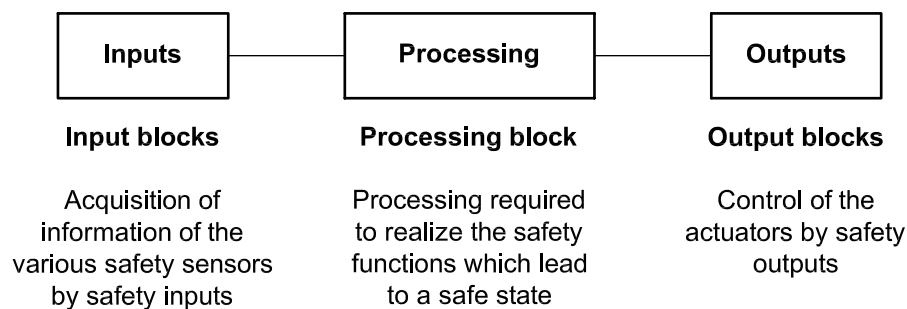 Inputs
Processing
Outputs
Input blocks
Processing block
Output blocks
Acquisition of
information of the
various safety sensors
by safety inputs
Processing required
to realize the safety
functions which lead
to a safe state
Control of the
actuators by safety
outputs